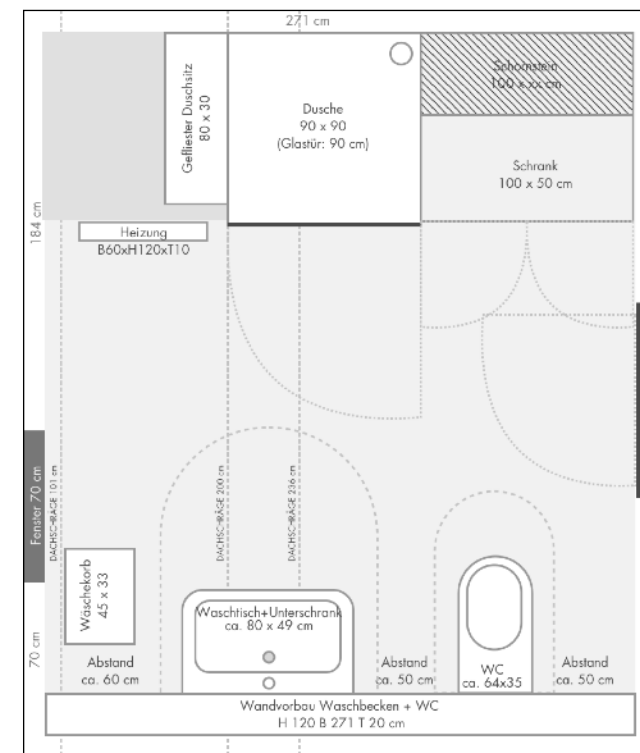 271 cm
Gefliester Duschsitz
80 x 30
Dusche
90 x 90
(Glastür: 90 cm)
Schornstein
100 x xx cm
Schrank
100 x 50 cm
184 cm
Heizung
B60xH120xT10
Fenster 70 cm
DACHSCHRÄGE 101 cm
DACHSCHRÄGE 200 cm
DACHSCHRÄGE 236 cm
Wäschekorb
45 x 33
Waschtisch+Unterschrank
ca. 80 x 49 cm
70 cm
Abstand
ca. 60 cm
Abstand
ca. 50 cm
WC
ca. 64x35
Abstand
ca. 50 cm
Wandvorbau Waschbecken + WC
H 120 B 271 T 20 cm